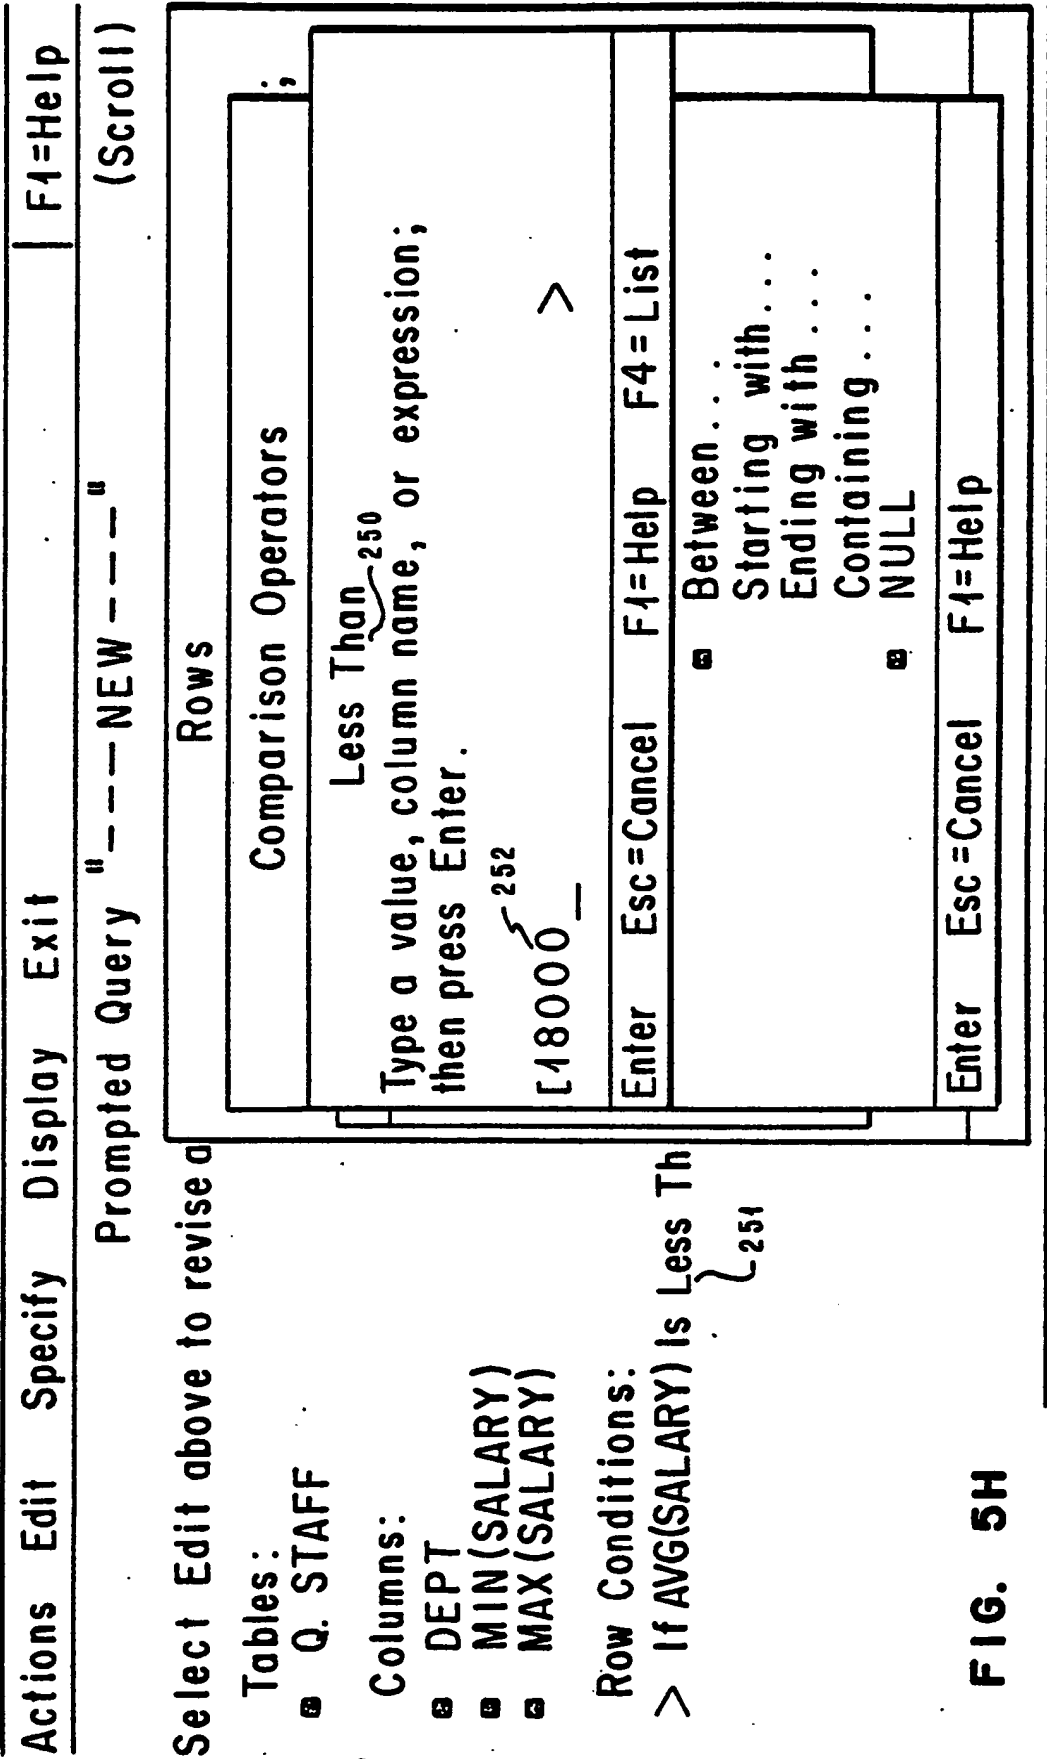 Actions Edit Specify Display Exit | F1=Help
Prompted Query "---NEW---" (Scroll)
Select Edit above to revise a
Tables:
Q. STAFF
Columns:
DEPT
MIN(SALARY)
MAX(SALARY)
Row Conditions:
> If AVG(SALARY) Is Less Th
251
Rows
Comparison Operators
;
Less Than
250
Type a value, column name, or expression;
then press Enter.
252
[18000_ >
Enter Esc=Cancel F1=Help F4=List
Between...
Starting with...
Ending with...
Containing...
NULL
Enter Esc=Cancel F1=Help
FIG. 5H